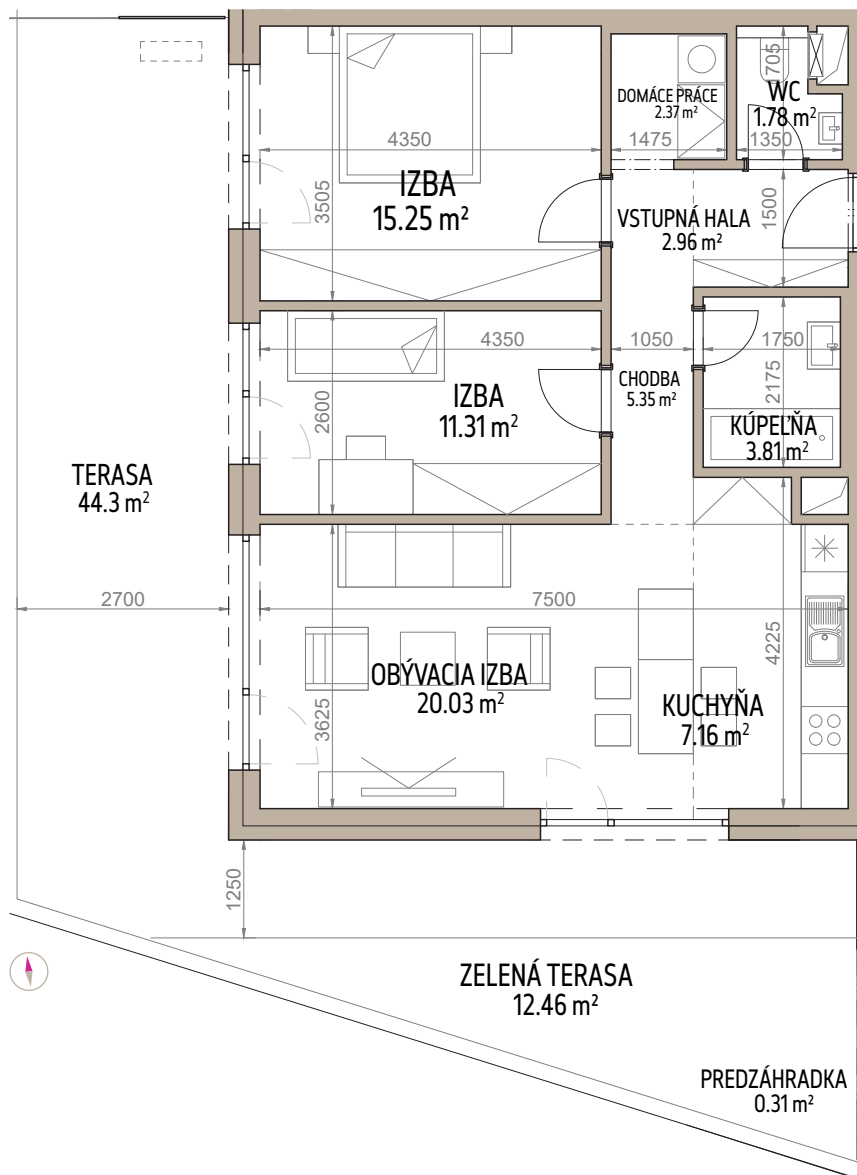 1705
DOMÁCE PRÁCE
2.37 m²
WC
1.78 m²
4350
1475
1350
IZBA
15.25 m²
3505
VSTUPNÁ HALA
2.96 m²
1500
4350
1050
1750
IZBA
11.31 m²
2600
CHODBA
5.35 m²
2175
KÚPEĽŇA
3.81 m²
TERASA
44.3 m²
2700
7500
4225
OBÝVACIA IZBA
20.03 m²
3625
KUCHYŇA
7.16 m²
1250
ZELENÁ TERASA
12.46 m²
PREDZÁHRADKA
0.31 m²